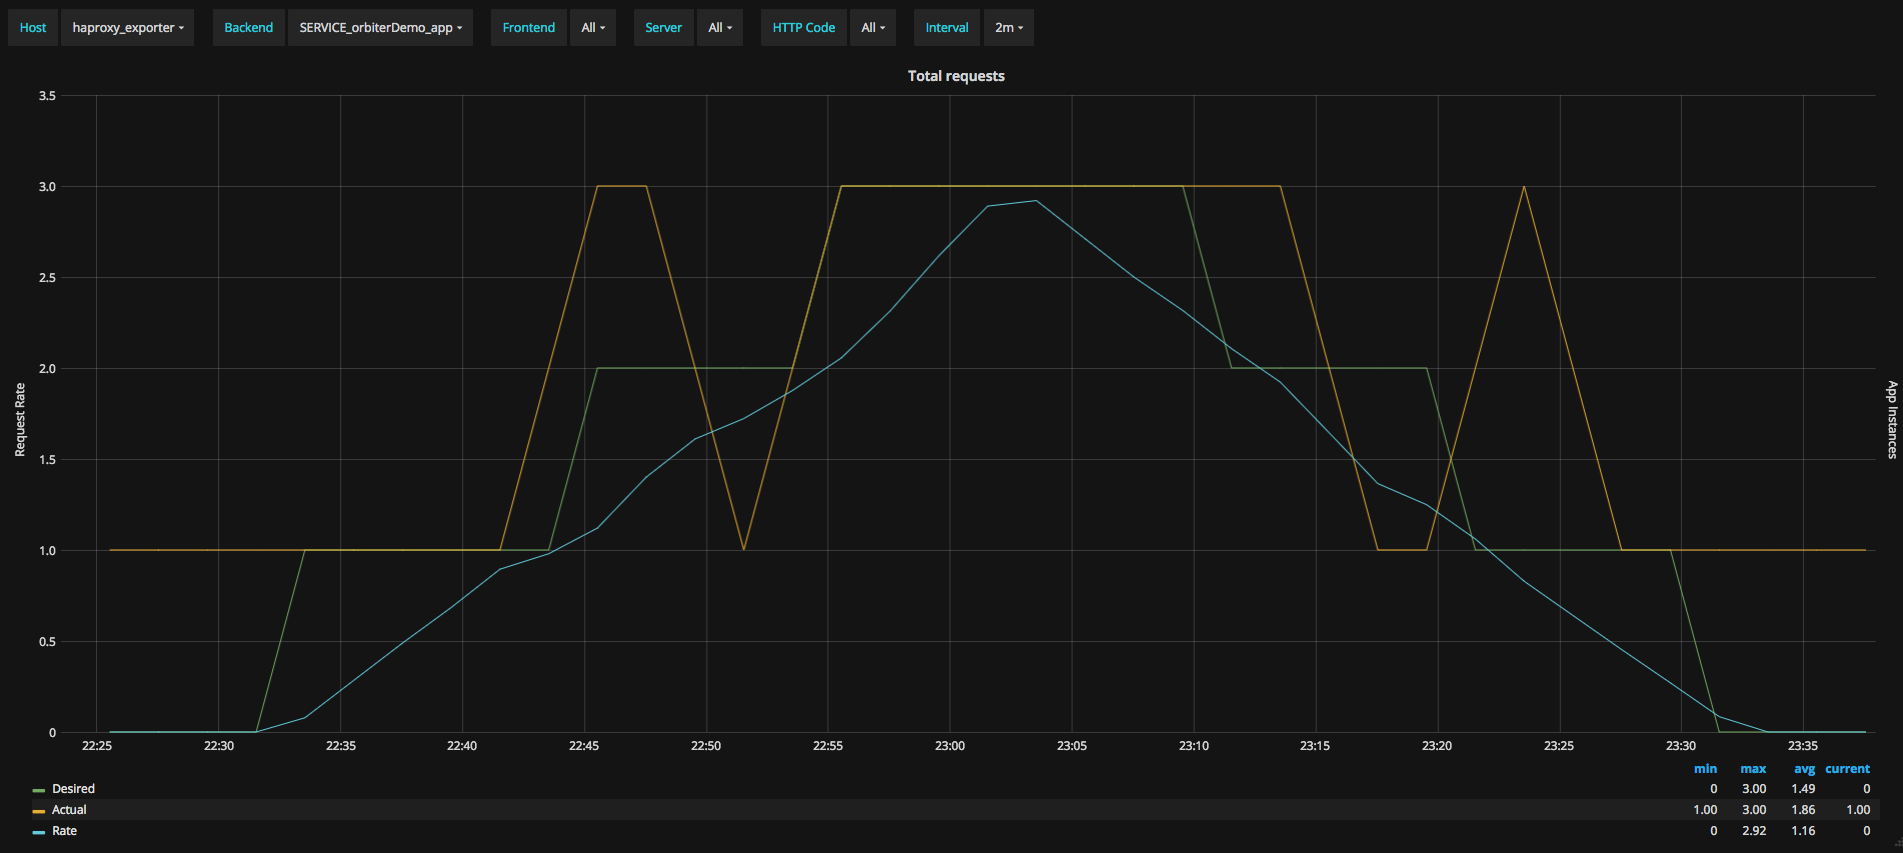 Host haproxy_exporter Backend SERVICE_orbiterDemo_app Frontend All Server All HTTP Code All Interval 2m
Total requests
3.5
3.0
2.5
2.0
1.5
1.0
0.5
0
Request Rate
App Instances
22:25 22:30 22:35 22:40 22:45 22:50 22:55 23:00 23:05 23:10 23:15 23:20 23:25 23:30 23:35
min max avg current
Desired 0 3.00 1.49 0
Actual 1.00 3.00 1.86 1.00
Rate 0 2.92 1.16 0